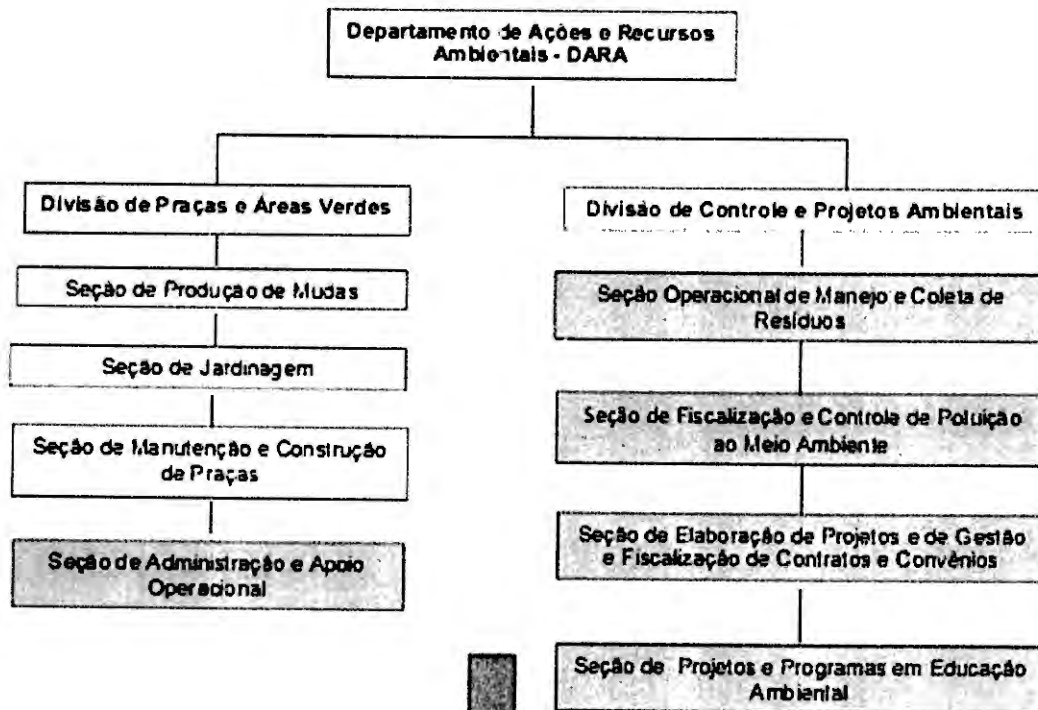 Departamento de Ações e Recursos
Ambientais - DARA
Divisão de Praças e Áreas Verdes
Seção de Produção de Mudas
Seção de Jardinagem
Seção de Manutenção e Construção
de Praças
Seção de Administração e Apoio
Operacional
Divisão de Controle e Projetos Ambientais
Seção Operacional de Manejo e Coleta de
Resíduos
Seção de Fiscalização e Controle de Poluição
ao Meio Ambiente
Seção de Elaboração de Projetos e de Gestão
e Fiscalização de Contratos e Convênios
Seção de Projetos e Programas em Educação
Ambiental